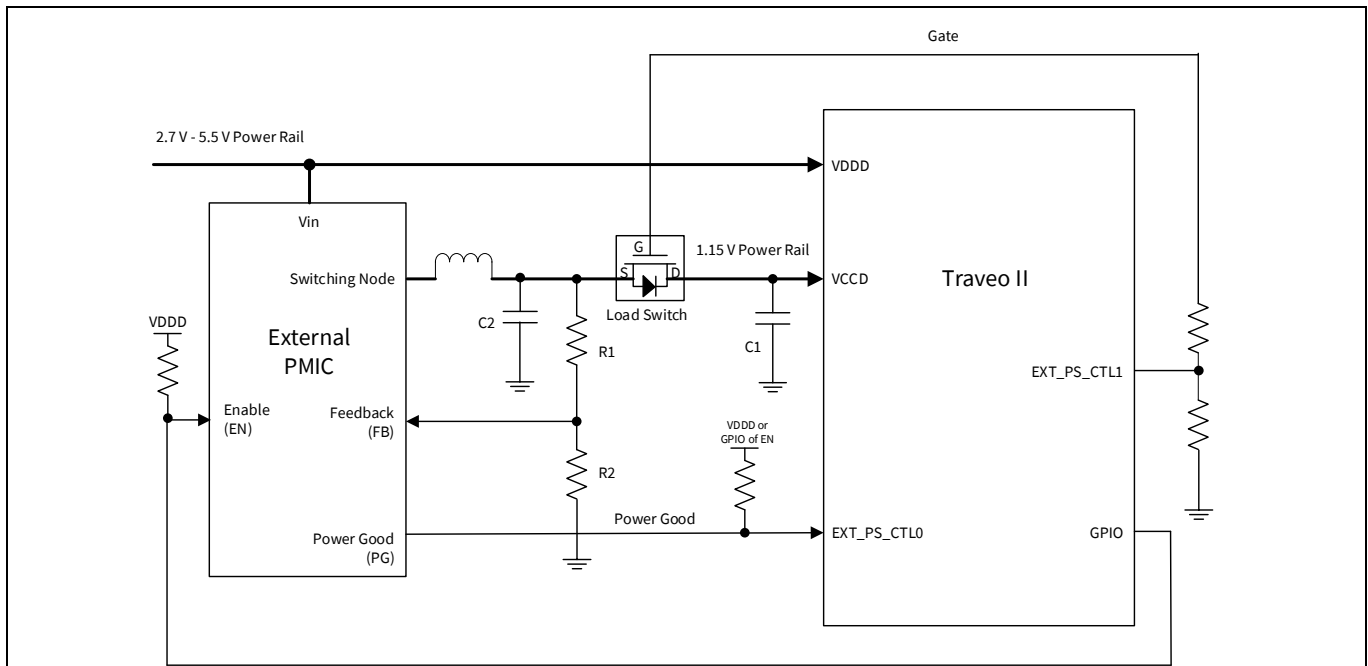 Gate
2.7 V - 5.5 V Power Rail
VDDD
Vin
G
1.15 V Power Rail
Switching Node
S
D
VCCD
Traveo II
Load Switch
C2
C1
VDDD
External
PMIC
R1
EXT_PS_CTL1
Enable
(EN)
Feedback
(FB)
VDDD or
GPIO of EN
R2
Power Good
Power Good
(PG)
EXT_PS_CTL0
GPIO